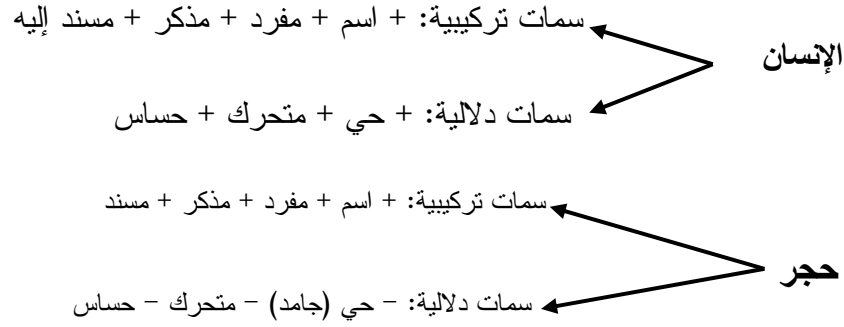 سمات تركيبية: + اسم + مفرد + مذكر + مسند إليه
الإنسان
سمات دلالية: + حي + متحرك + حساس
سمات تركيبية: + اسم + مفرد + مذكر + مسند
حجر
سمات دلالية: - حي (جامد) - متحرك - حساس